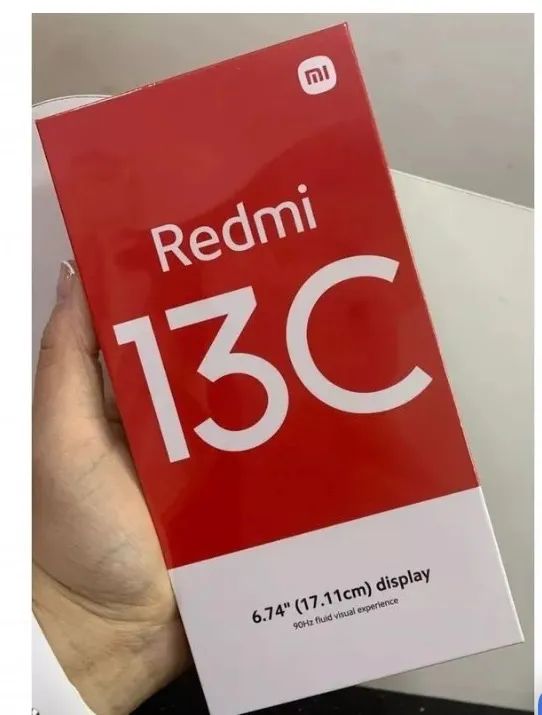 mi
Redmi
13C
6.74" (17.11cm) display
90Hz fluid visual experience